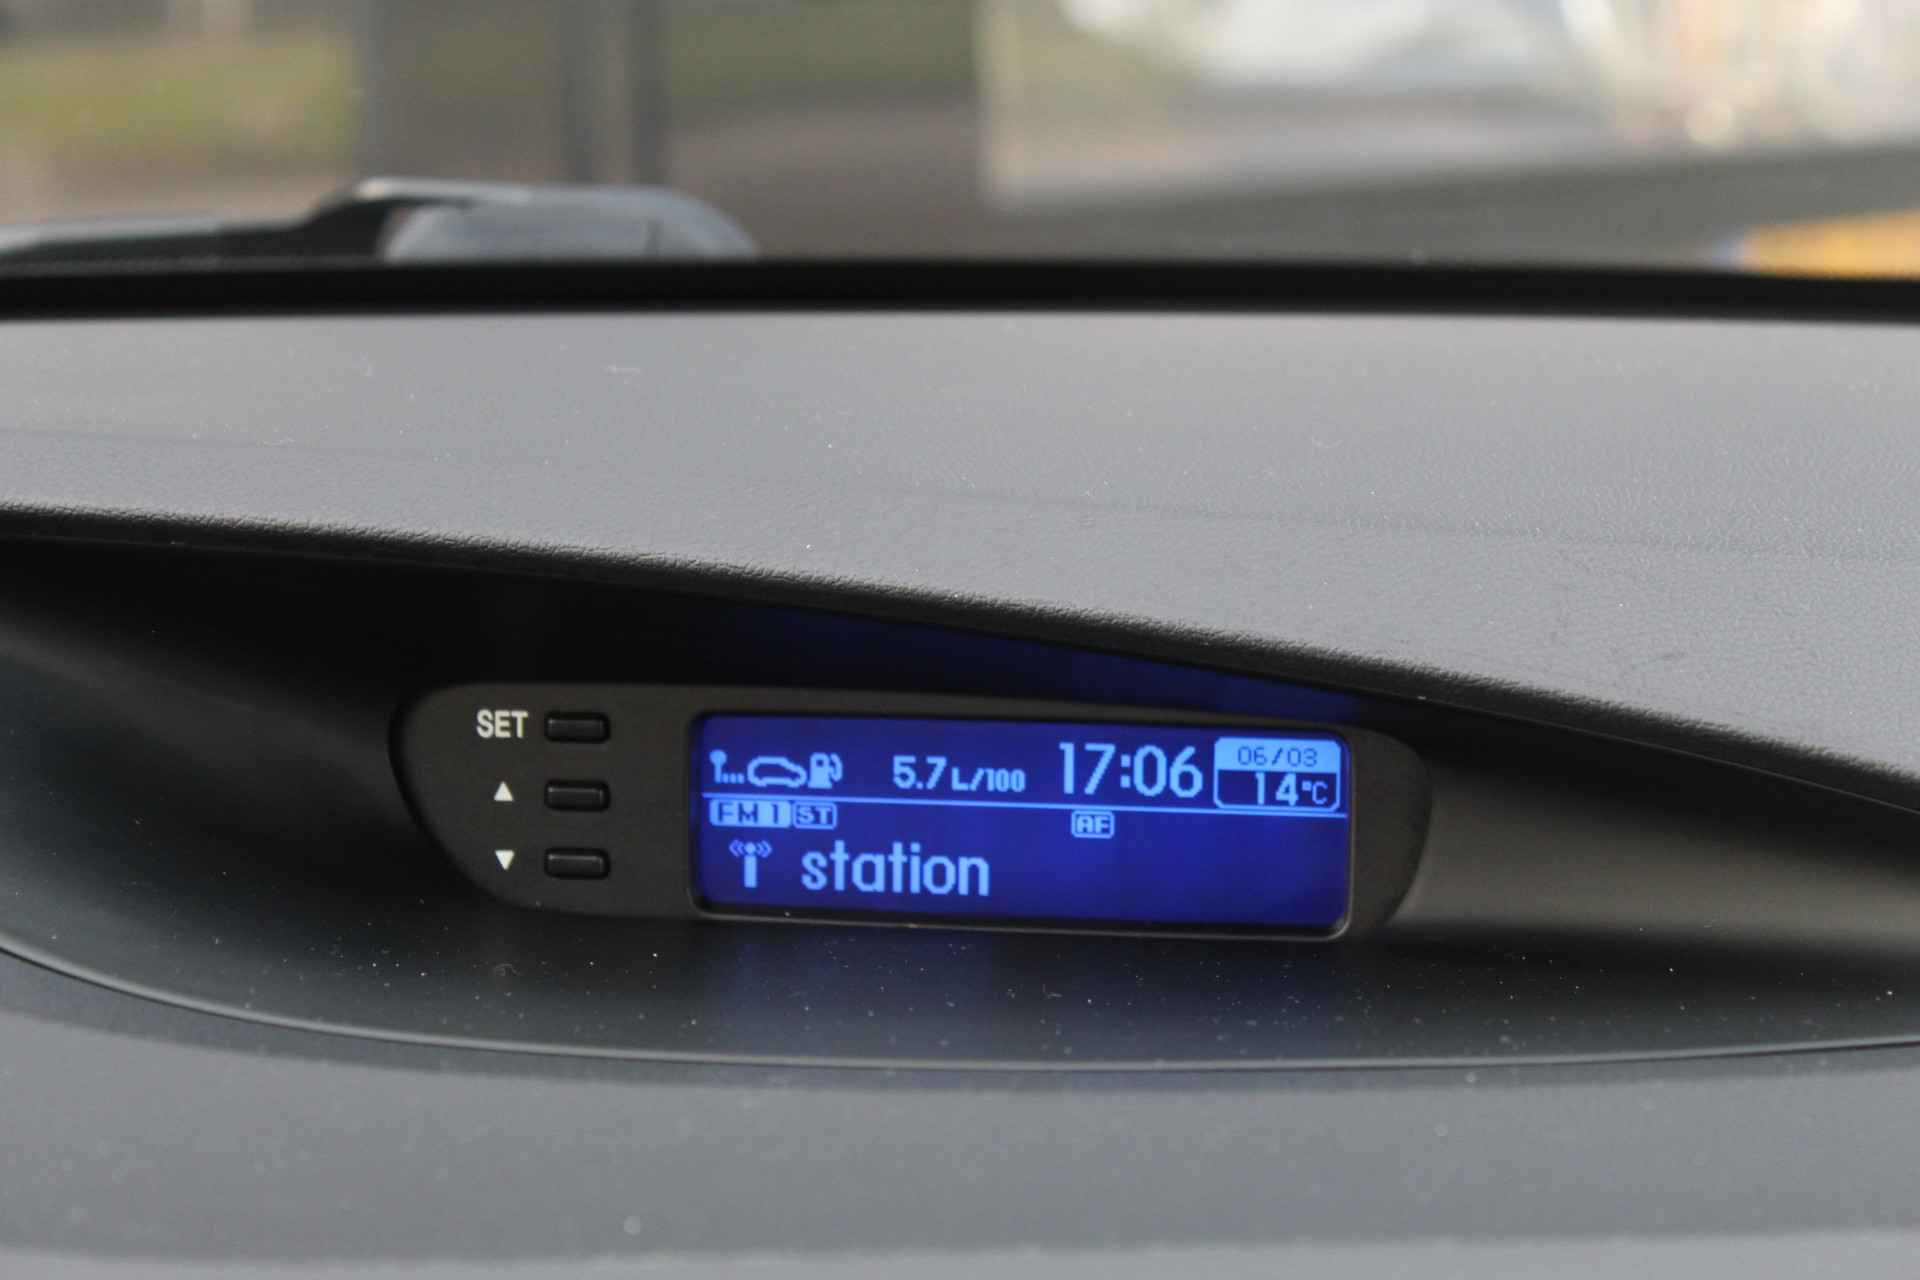 SET
▲
▼
5.7 L/100 17:06 06/03
14°C
FM 1 ST AF
station